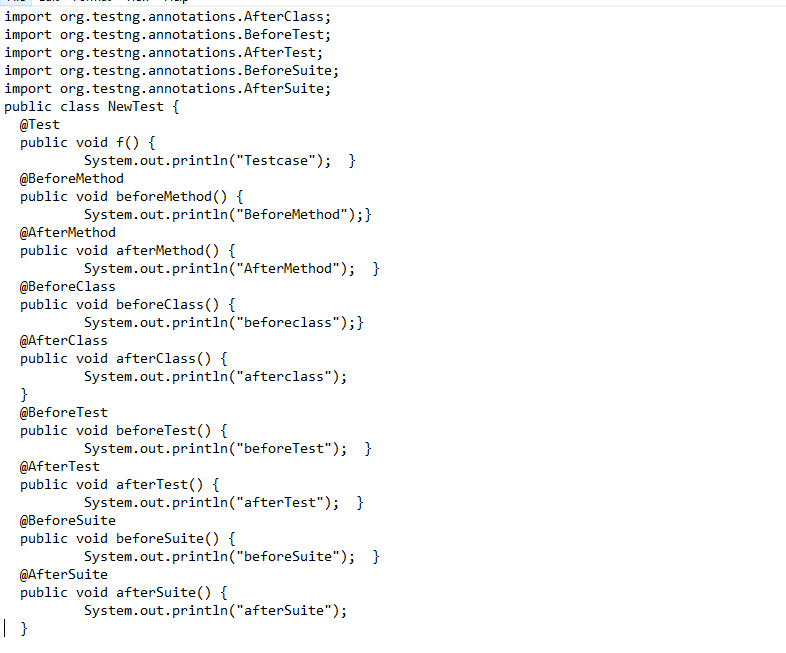 import org.testng.annotations.AfterClass;
import org.testng.annotations.BeforeTest;
import org.testng.annotations.AfterTest;
import org.testng.annotations.BeforeSuite;
import org.testng.annotations.AfterSuite;
public class NewTest {
  @Test
  public void f() {
          System.out.println("Testcase");  }
  @BeforeMethod
  public void beforeMethod() {
          System.out.println("BeforeMethod");}
  @AfterMethod
  public void afterMethod() {
          System.out.println("AfterMethod");  }
  @BeforeClass
  public void beforeClass() {
          System.out.println("beforeclass");}
  @AfterClass
  public void afterClass() {
          System.out.println("afterclass");
  }
  @BeforeTest
  public void beforeTest() {
          System.out.println("beforeTest");  }
  @AfterTest
  public void afterTest() {
          System.out.println("afterTest");  }
  @BeforeSuite
  public void beforeSuite() {
          System.out.println("beforeSuite");  }
  @AfterSuite
  public void afterSuite() {
          System.out.println("afterSuite");
  }